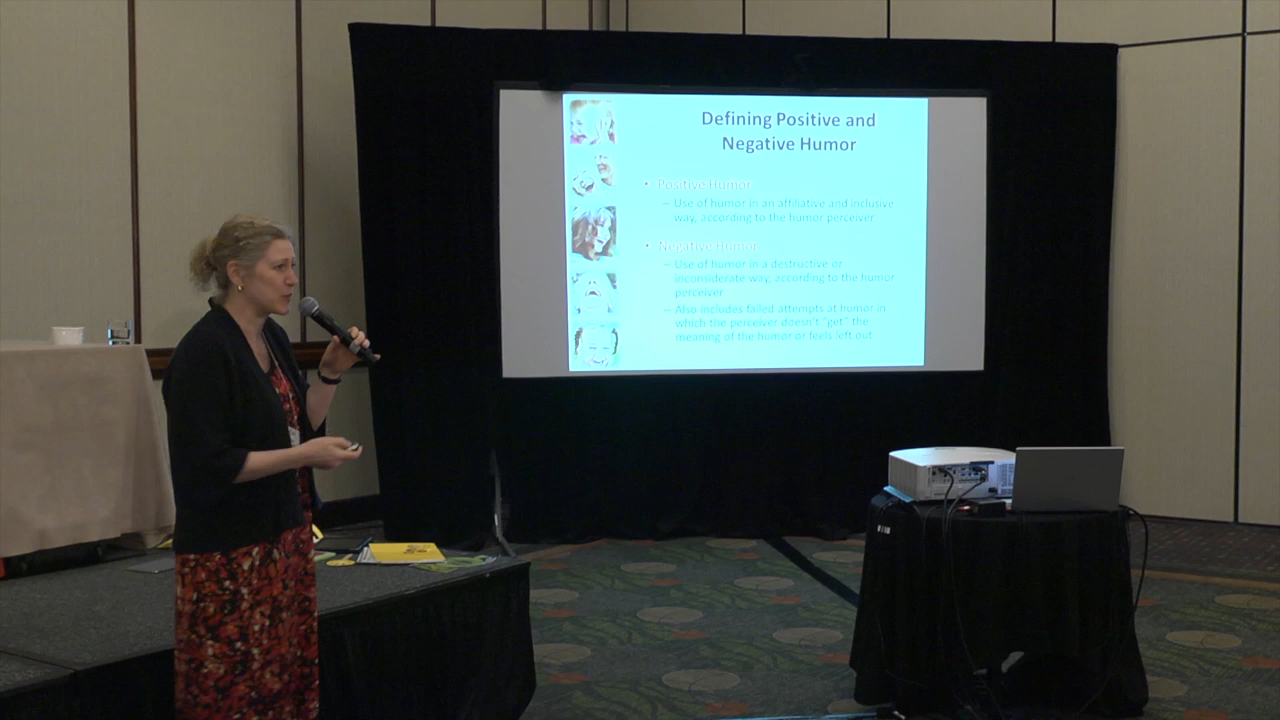 Defining Positive and
Negative Humor
• Positive Humor
– Use of humor in an affiliative and inclusive
way, according to the humor perceiver
• Negative Humor
– Use of humor in a destructive or
inconsiderate way, according to the humor
perceiver
– Also includes failed attempts at humor in
which the perceiver doesn't "get" the
meaning of the humor or feels left out